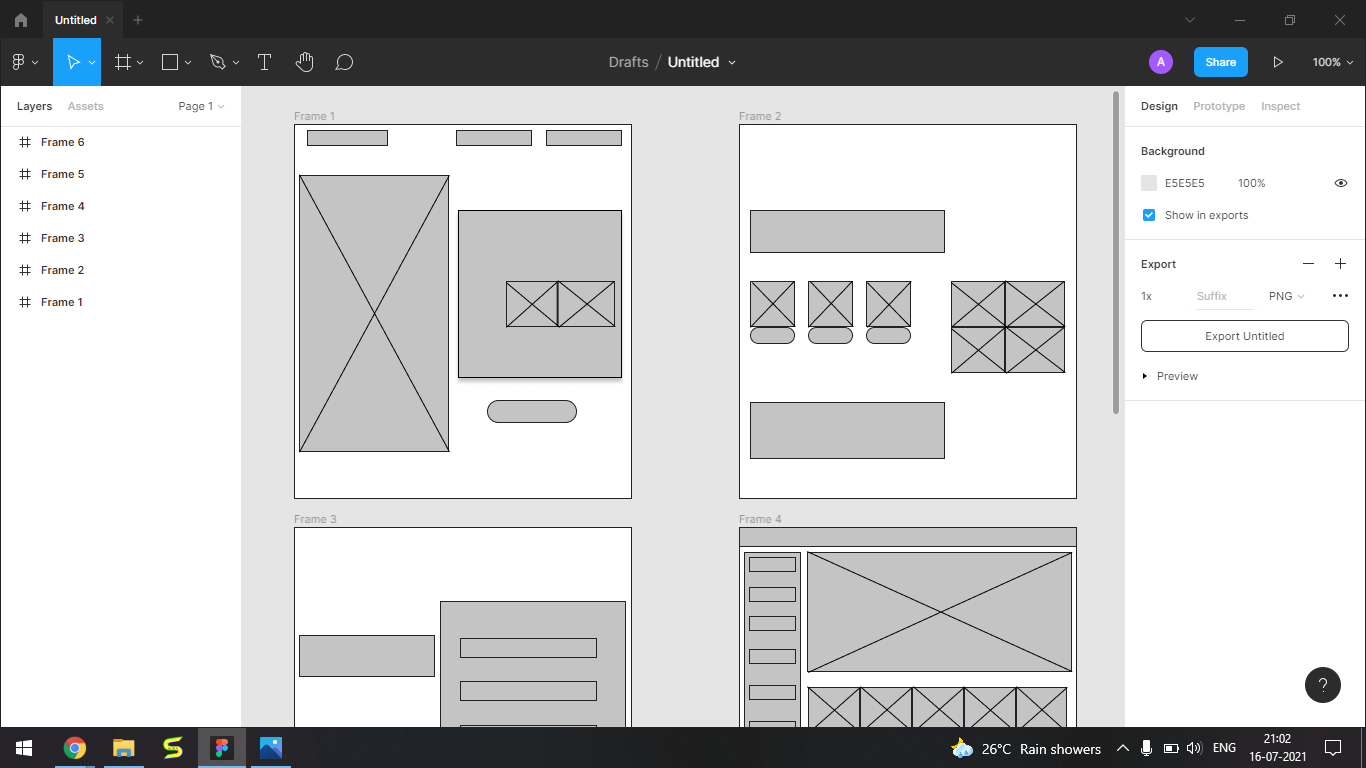 Untitled
Drafts / Untitled
A
Share
100%
Layers
Assets
Page 1
Frame 6
Frame 5
Frame 4
Frame 3
Frame 2
Frame 1
Frame 1
Frame 2
Frame 3
Frame 4
Design
Prototype
Inspect
Background
E5E5E5
100%
Show in exports
Export
1x
Suffix
PNG
Export Untitled
Preview
?
26°C Rain showers
ENG
21:02
16-07-2021